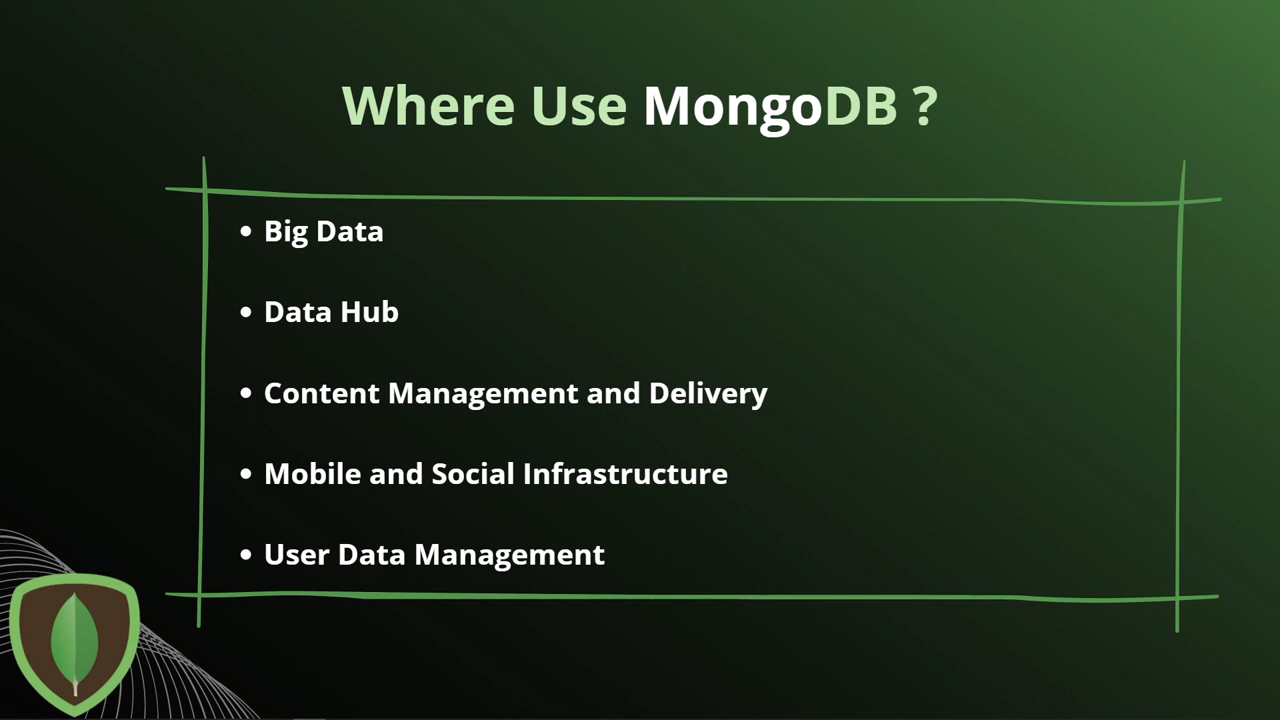 Where Use MongoDB ?
• Big Data
• Data Hub
• Content Management and Delivery
• Mobile and Social Infrastructure
• User Data Management